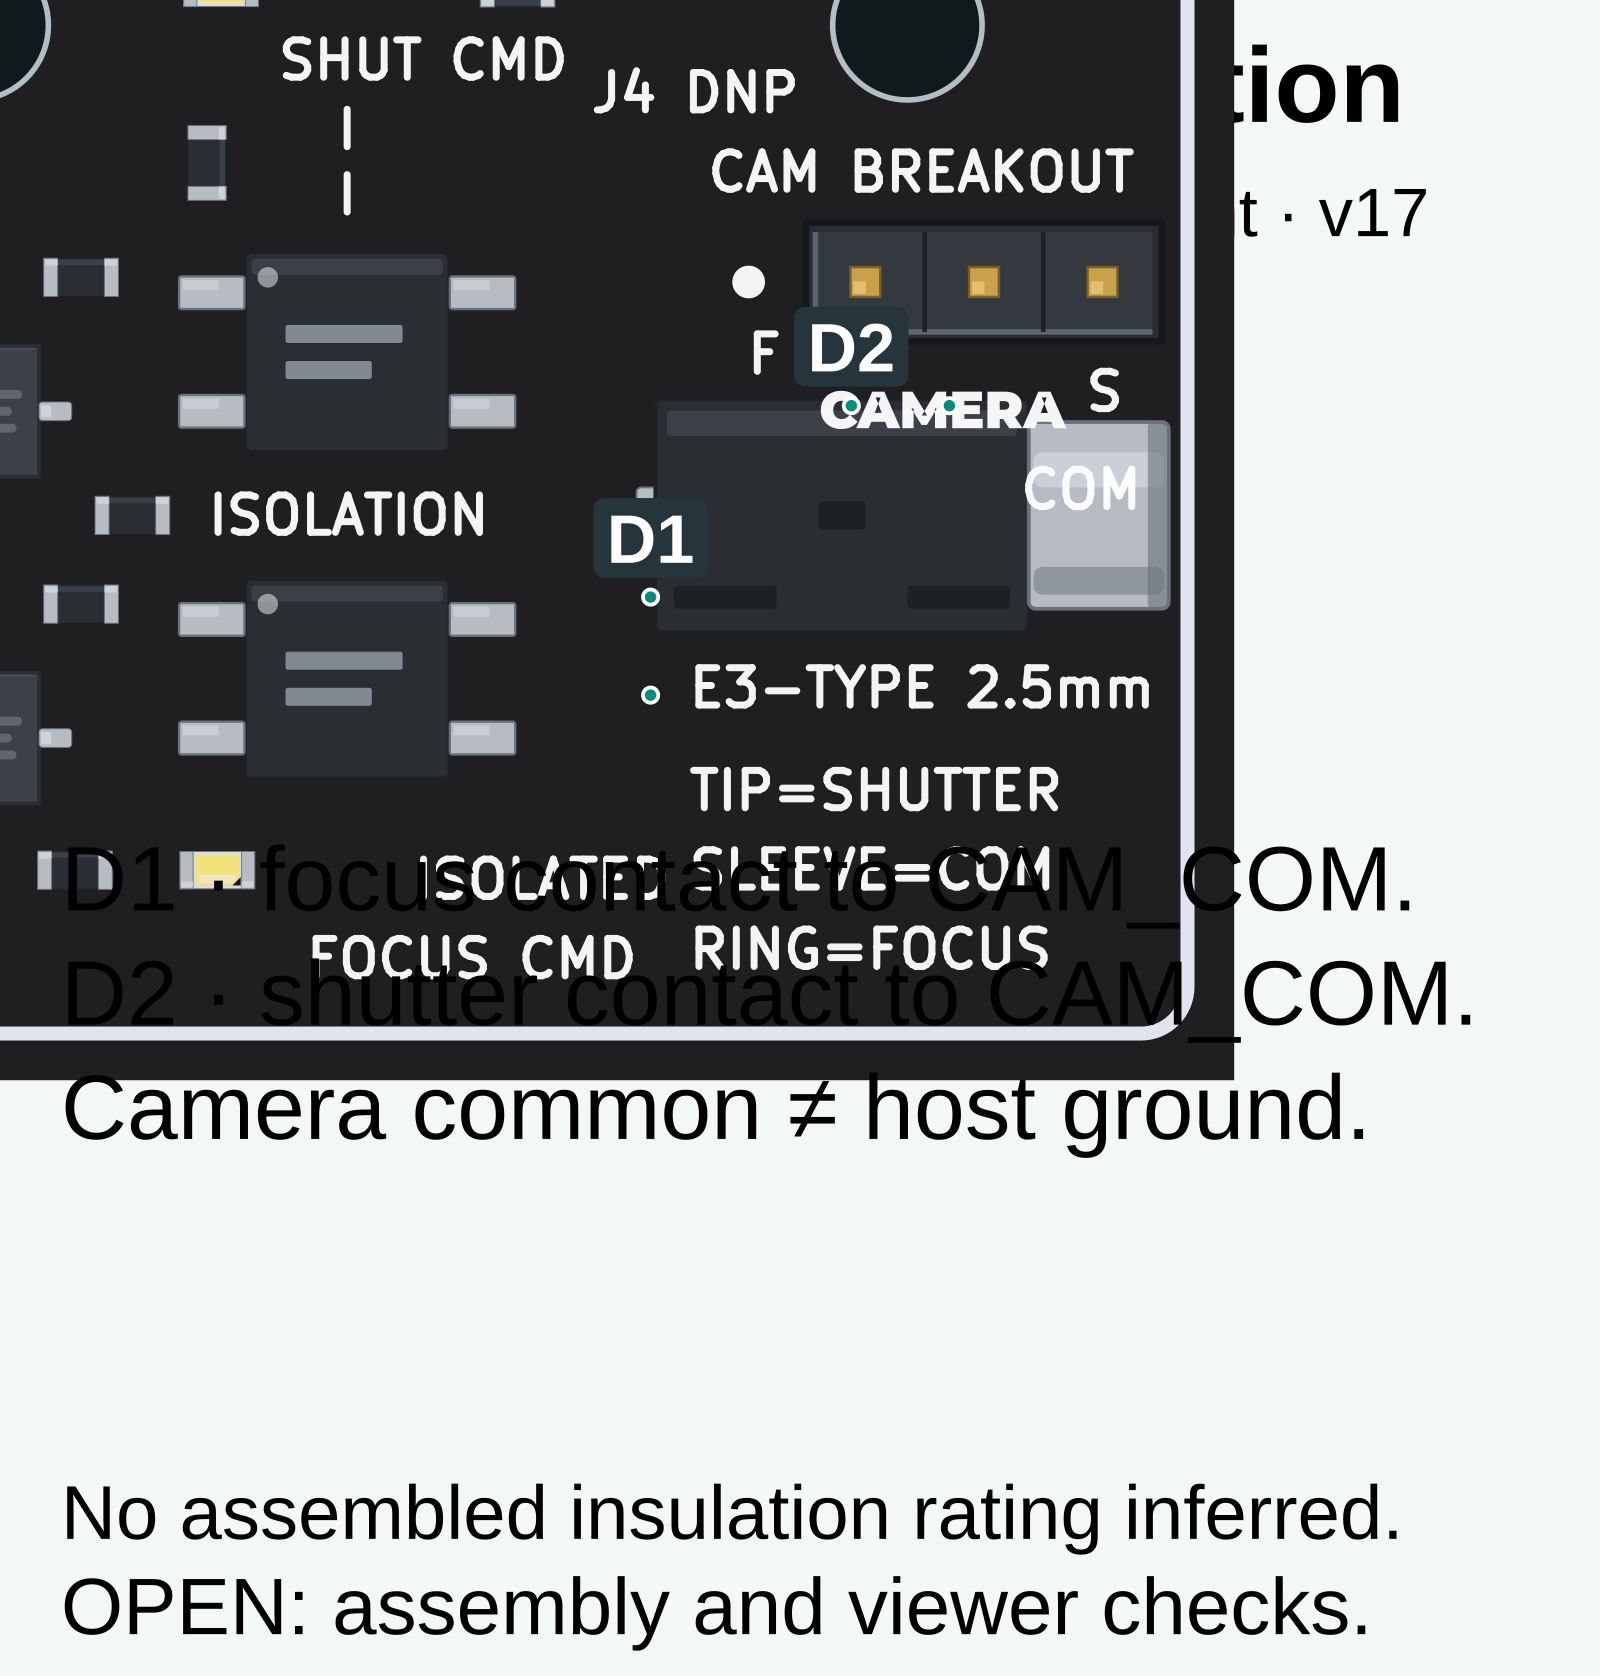 tion
t · v17
SHUT CMD
J4 DNP
CAM BREAKOUT
F
D2
S
CAMERA
COM
ISOLATION
D1
E3-TYPE 2.5mm
TIP=SHUTTER
ISOLATED
SLEEVE=COM
FOCUS CMD
RING=FOCUS
D1 · focus contact to CAM_COM.
D2 · shutter contact to CAM_COM.
Camera common ≠ host ground.
No assembled insulation rating inferred.
OPEN: assembly and viewer checks.